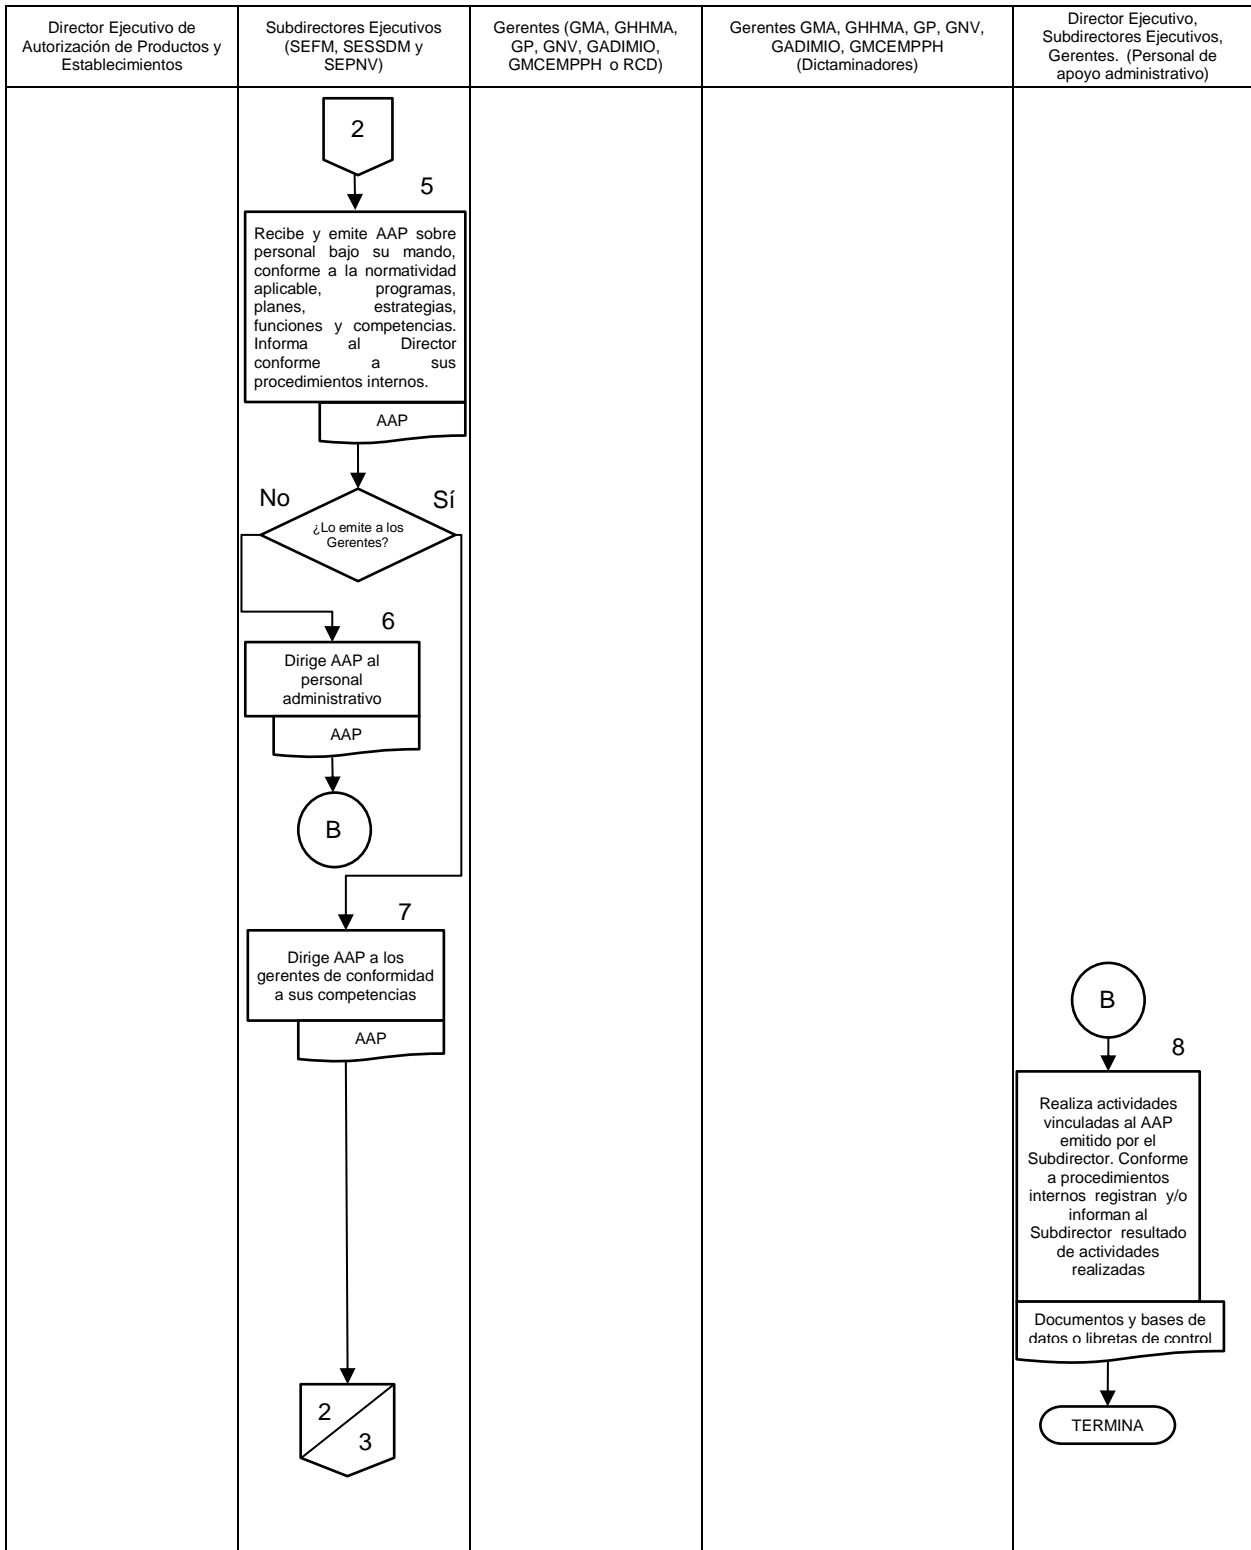 Director Ejecutivo de
Autorización de Productos y
Establecimientos
Subdirectores Ejecutivos
(SEFM, SESSDM y
SEPNV)
Gerentes (GMA, GHHMA,
GP, GNV, GADIMIO,
GMCEMPPH o RCD)
Gerentes GMA, GHHMA, GP, GNV,
GADIMIO, GMCEMPPH
(Dictaminadores)
Director Ejecutivo,
Subdirectores Ejecutivos,
Gerentes. (Personal de
apoyo administrativo)
2
5
Recibe y emite AAP sobre
personal bajo su mando,
conforme a la normatividad
aplicable, programas,
planes, estrategias,
funciones y competencias.
Informa al Director
conforme a sus
procedimientos internos.
AAP
No
Sí
¿Lo emite a los
Gerentes?
6
Dirige AAP al
personal
administrativo
AAP
B
7
Dirige AAP a los
gerentes de conformidad
a sus competencias
AAP
2
3
B
8
Realiza actividades
vinculadas al AAP
emitido por el
Subdirector. Conforme
a procedimientos
internos registran y/o
informan al
Subdirector resultado
de actividades
realizadas
Documentos y bases de
datos o libretas de control
TERMINA